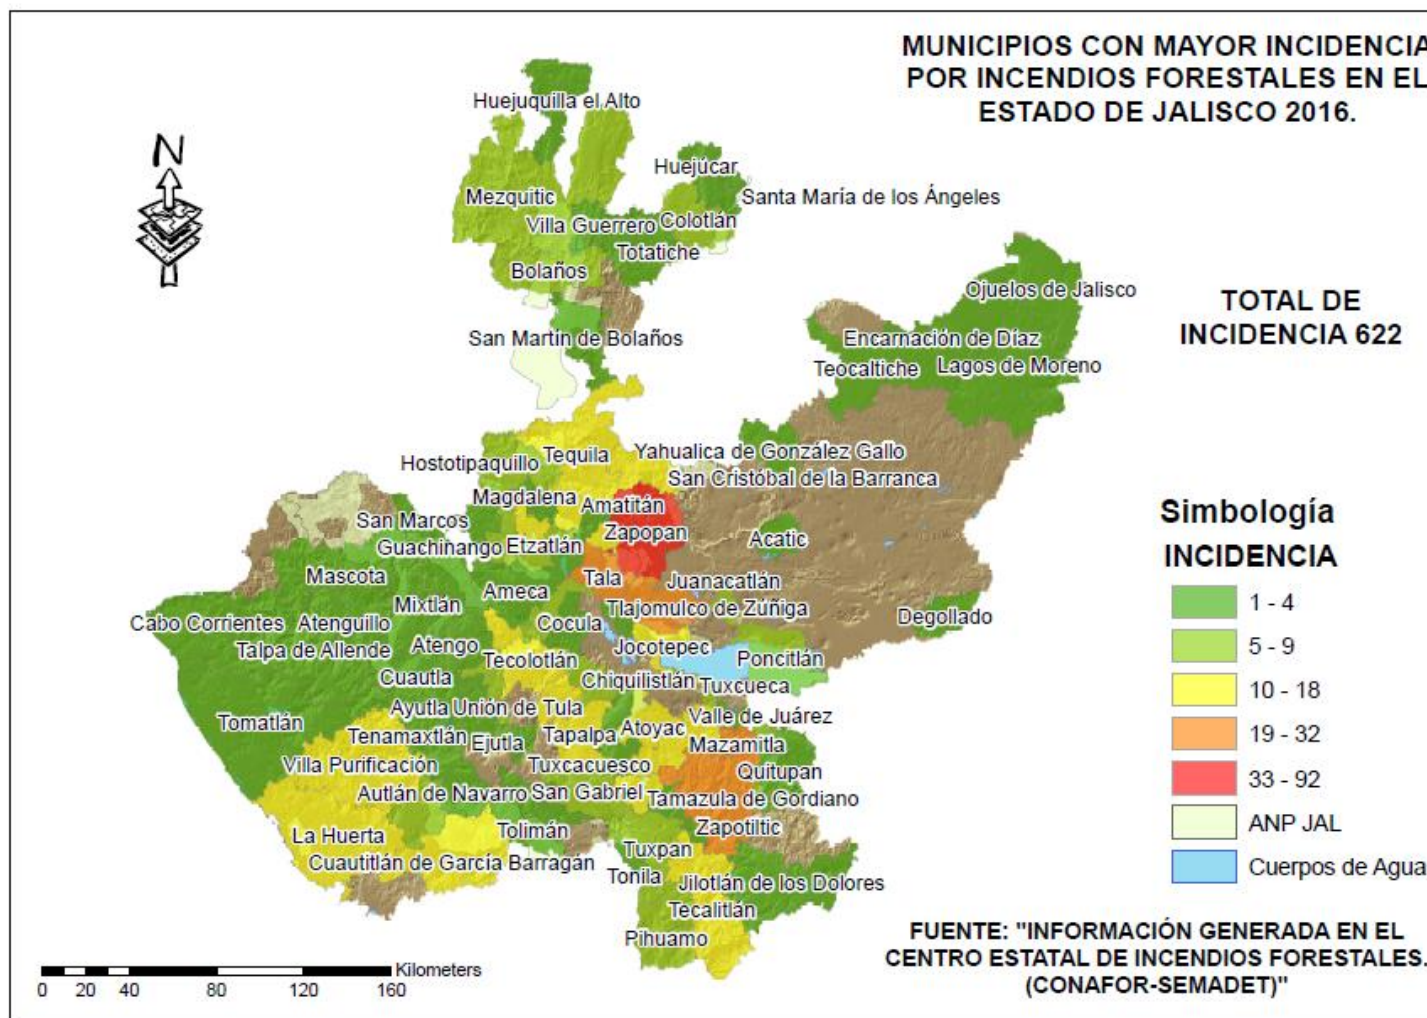 MUNICIPIOS CON MAYOR INCIDENCIA
POR INCENDIOS FORESTALES EN EL
ESTADO DE JALISCO 2016.
N
Huejuquilla el Alto
Huejúcar
Mezquitic
Santa María de los Ángeles
Villa Guerrero
Colotlán
Totatiche
Bolaños
Ojuelos de Jalisco
TOTAL DE
INCIDENCIA 622
San Martín de Bolaños
Encarnación de Díaz
Teocaltiche
Lagos de Moreno
Hostotipaquillo
Tequila
Yahualica de González Gallo
San Cristóbal de la Barranca
Magdalena
Amatitán
San Marcos
Zapopan
Acatic
Guachinango
Etzatlán
Mascota
Ameca
Tala
Juanacatlán
Mixtlán
Tlajomulco de Zúñiga
Degollado
Cabo Corrientes
Atenguillo
Cocula
Talpa de Allende
Atengo
Tecolotlán
Jocotepec
Poncitlán
Cuautla
Chiquilistlán
Tuxcueca
Ayutla
Unión de Tula
Valle de Juárez
Tomatlán
Tenamaxtlán
Ejutla
Tapalpa
Atoyac
Mazamitla
Villa Purificación
Tuxcacuesco
Quitupan
Autlán de Navarro
San Gabriel
Tamazula de Gordiano
La Huerta
Tolimán
Zapotiltic
Cuautitlán de García Barragán
Tuxpan
Tonila
Jilotlán de los Dolores
Tecalitlán
Pihuamo
Simbología
INCIDENCIA
1 - 4
5 - 9
10 - 18
19 - 32
33 - 92
ANP JAL
Cuerpos de Agua
FUENTE: "INFORMACIÓN GENERADA EN EL
CENTRO ESTATAL DE INCENDIOS FORESTALES.
(CONAFOR-SEMADET)"
Kilometers
0 20 40 80 120 160